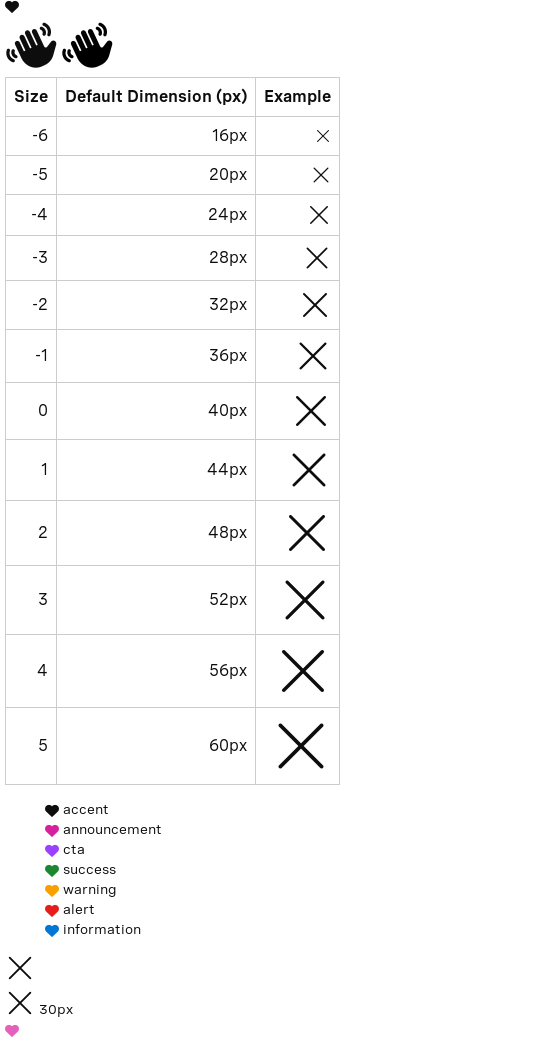 Size Default Dimension (px) Example
-6 16px
-5 20px
-4 24px
-3 28px
-2 32px
-1 36px
0 40px
1 44px
2 48px
3 52px
4 56px
5 60px
accent
announcement
cta
success
warning
alert
information
30px